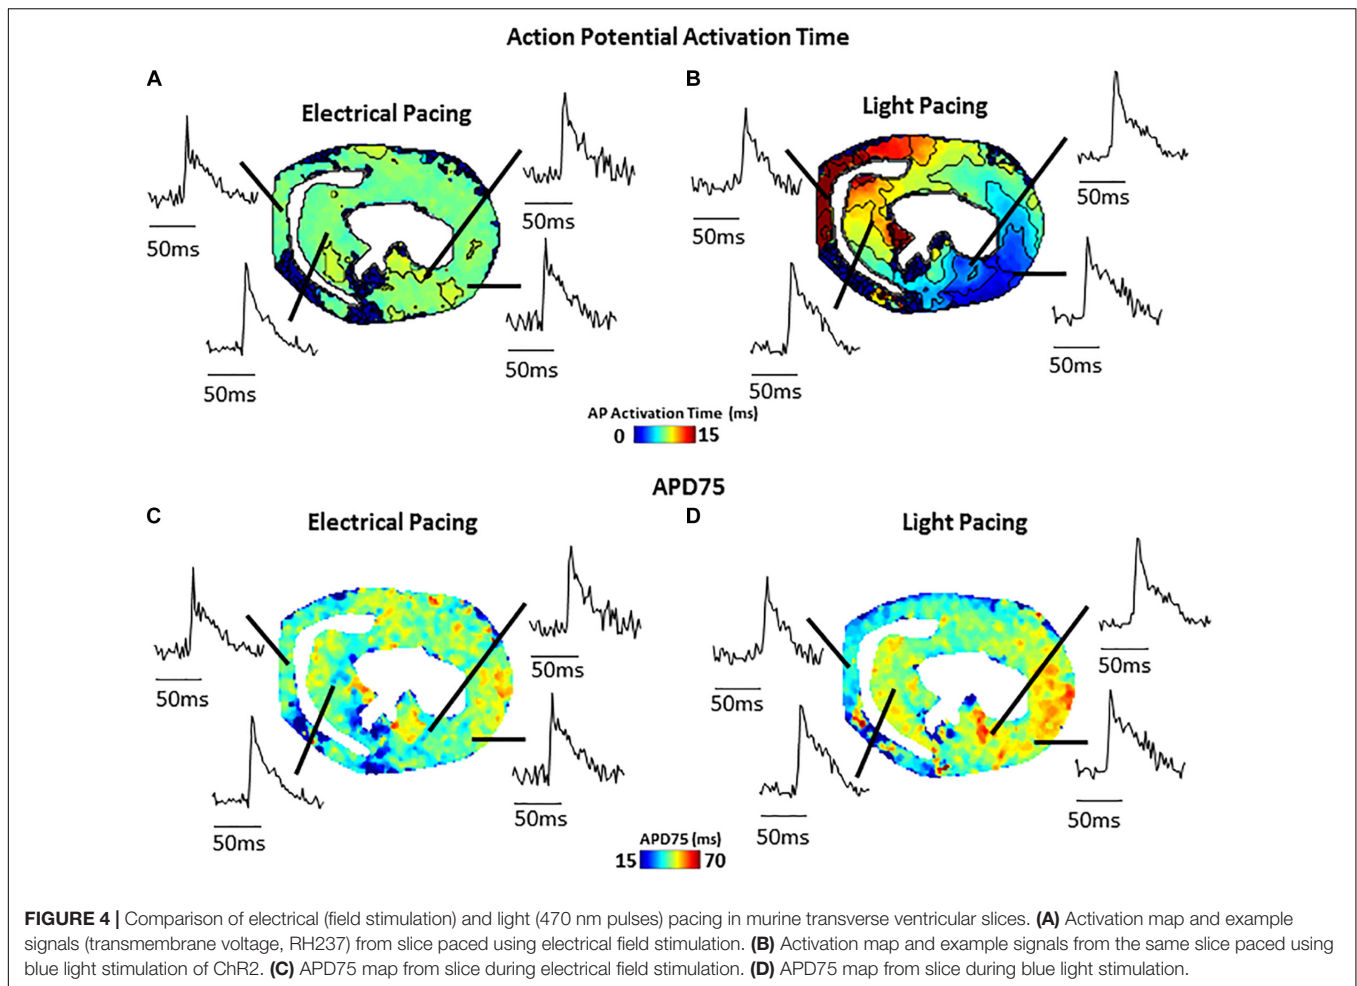 Action Potential Activation Time
A
B
Electrical Pacing
Light Pacing
50ms
50ms
50ms
50ms
50ms
50ms
50ms
50ms
AP Activation Time (ms)
0 15
APD75
C
D
Electrical Pacing
Light Pacing
50ms
50ms
50ms
50ms
50ms
50ms
50ms
50ms
APD75 (ms)
15 70
FIGURE 4 | Comparison of electrical (field stimulation) and light (470 nm pulses) pacing in murine transverse ventricular slices. (A) Activation map and example
signals (transmembrane voltage, RH237) from slice paced using electrical field stimulation. (B) Activation map and example signals from the same slice paced using
blue light stimulation of ChR2. (C) APD75 map from slice during electrical field stimulation. (D) APD75 map from slice during blue light stimulation.